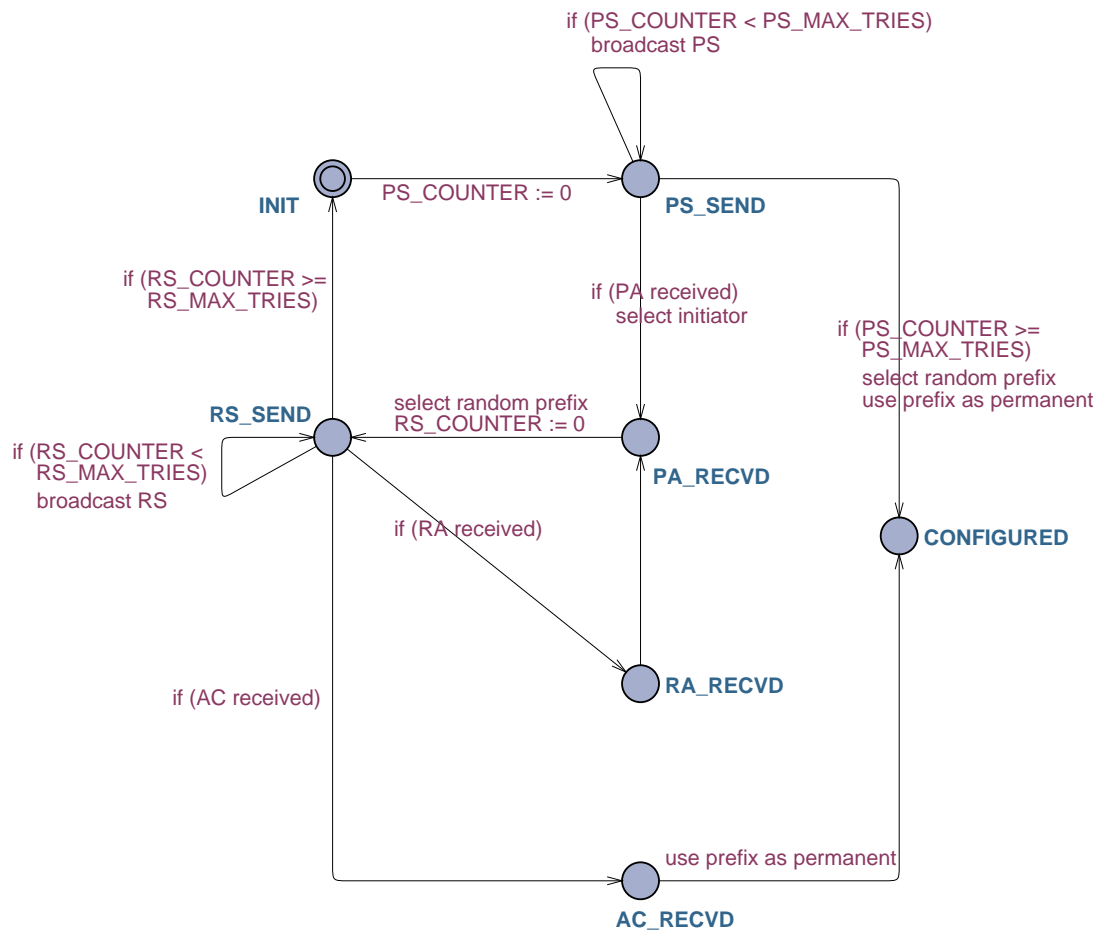 if (PS_COUNTER < PS_MAX_TRIES)
broadcast PS
INIT
PS_COUNTER := 0
PS_SEND
if (RS_COUNTER >=
RS_MAX_TRIES)
if (PA received)
select initiator
if (PS_COUNTER >=
PS_MAX_TRIES)
select random prefix
use prefix as permanent
RS_SEND
select random prefix
RS_COUNTER := 0
if (RS_COUNTER <
RS_MAX_TRIES)
broadcast RS
PA_RECVD
if (RA received)
CONFIGURED
RA_RECVD
if (AC received)
use prefix as permanent
AC_RECVD